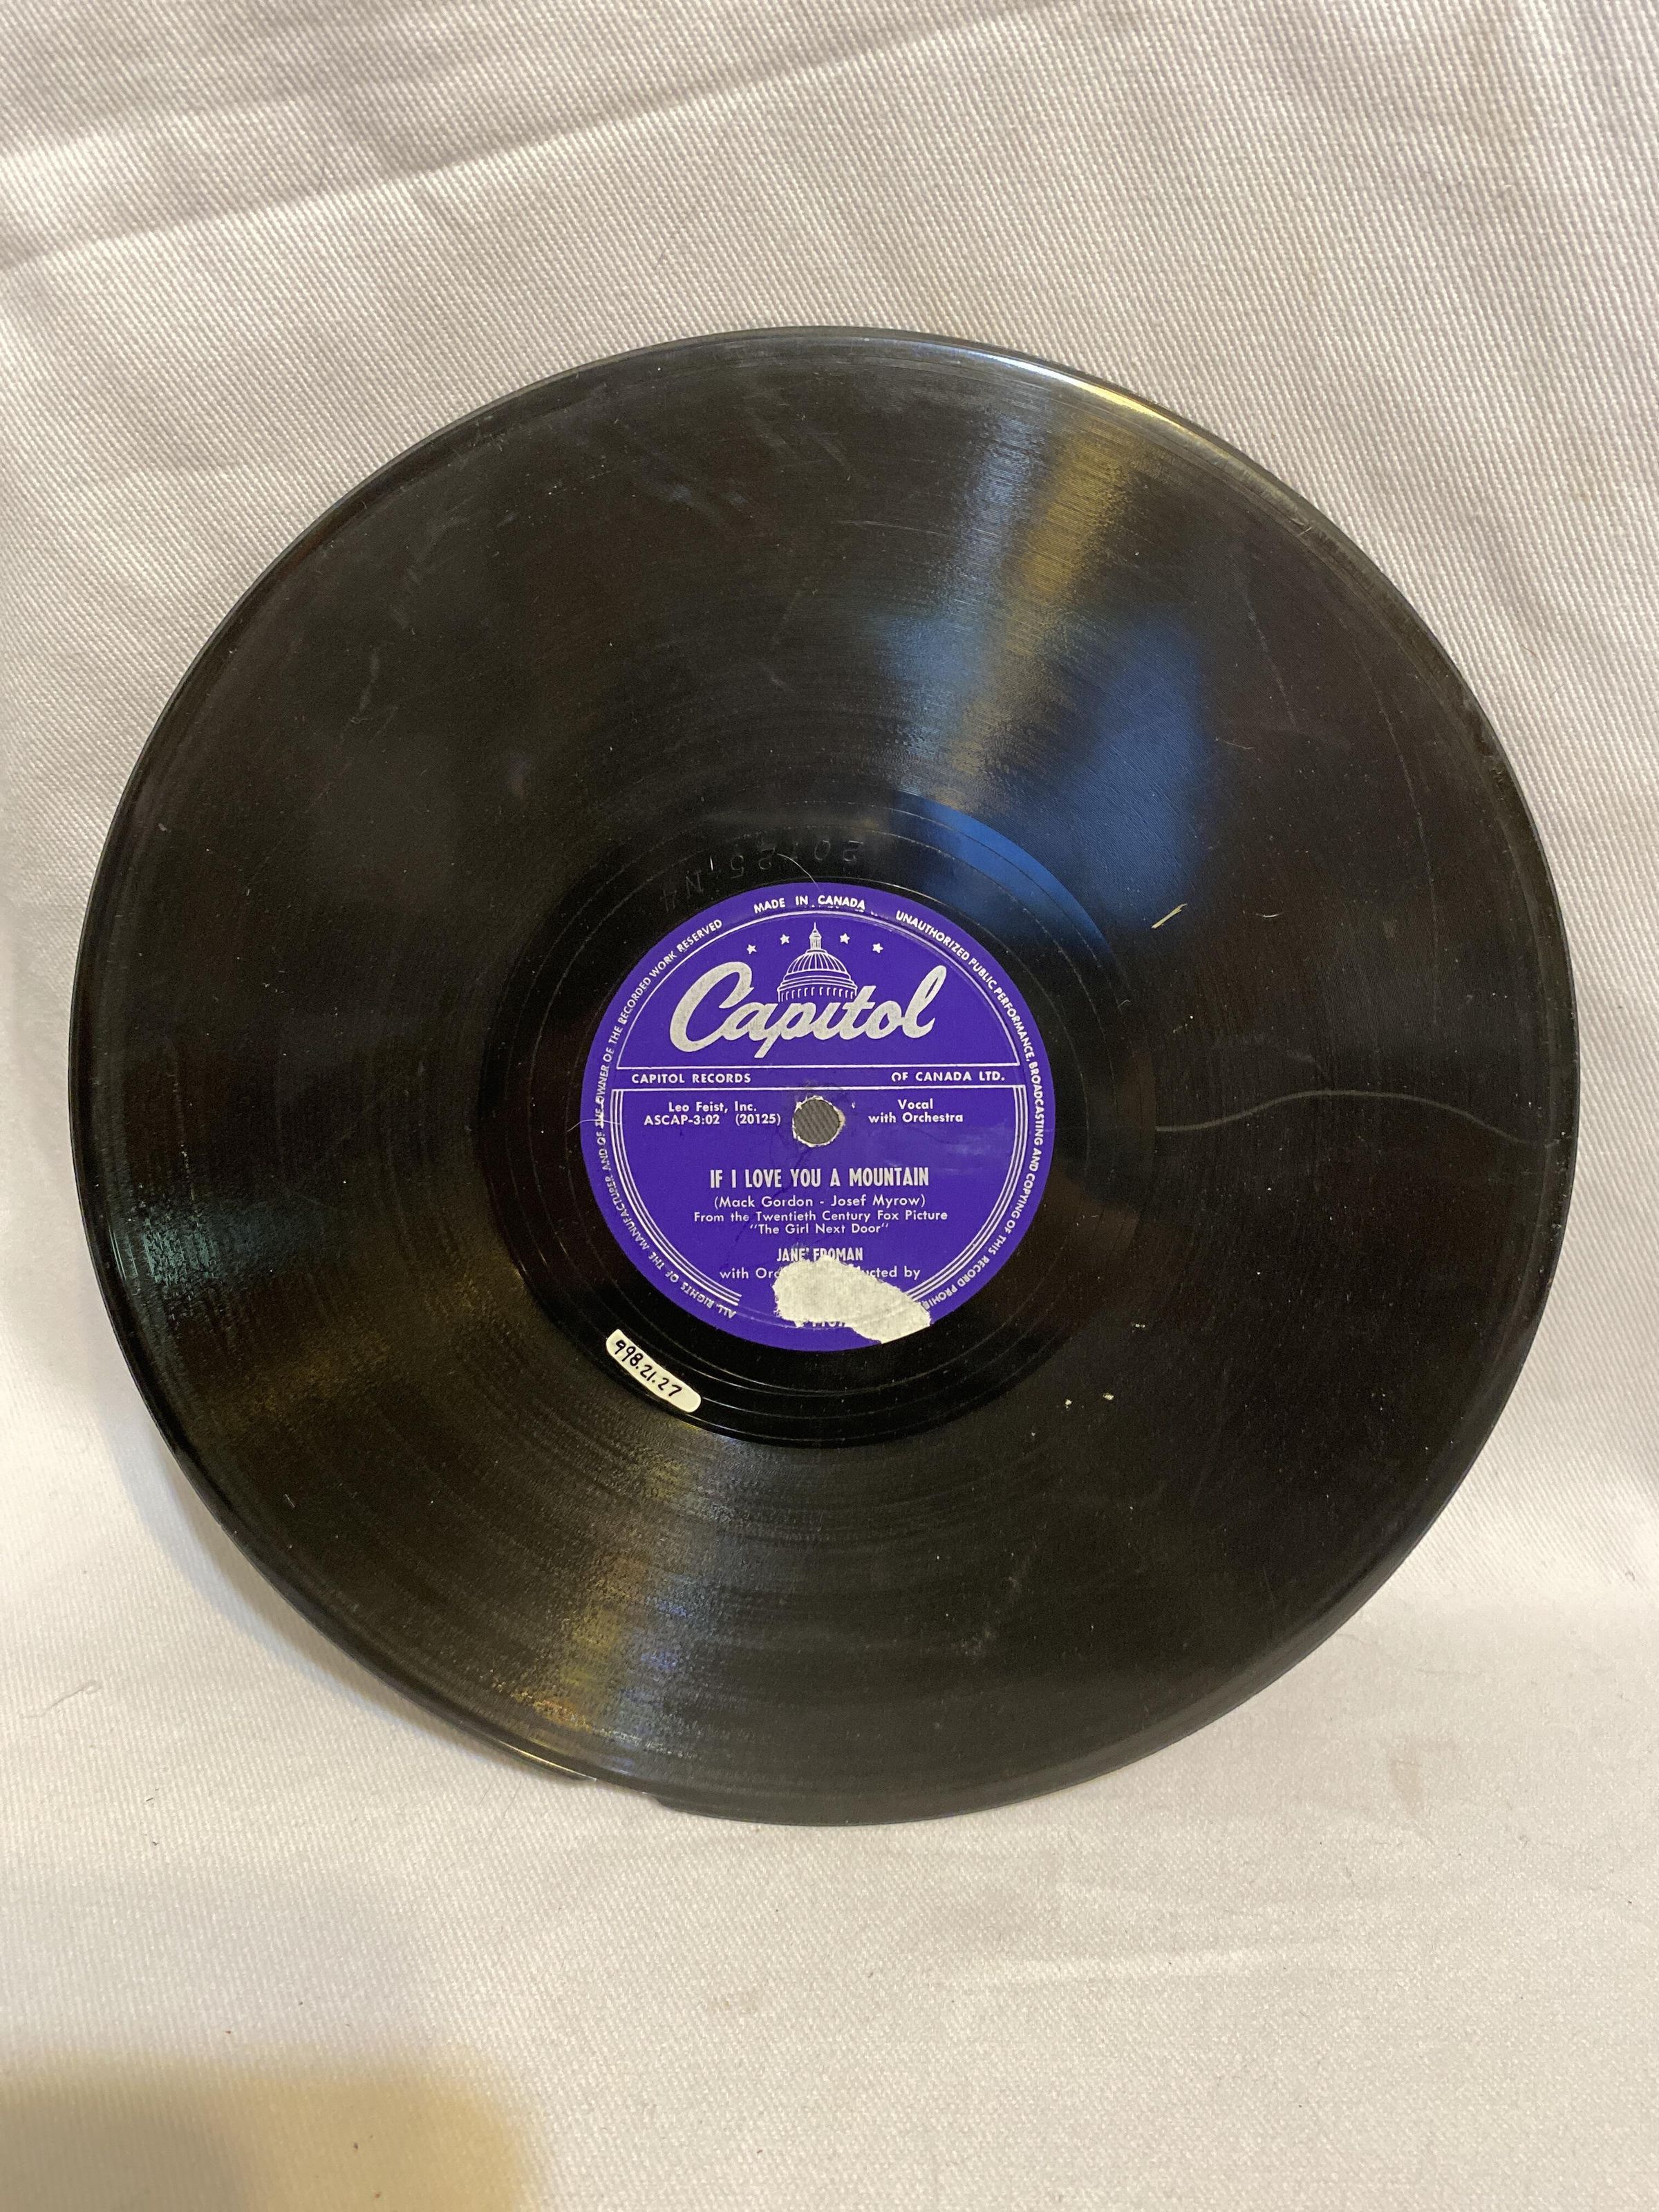 20125 N4
MADE IN CANADA
UNAUTHORIZED PUBLIC PERFORMANCE, BROADCASTING AND COPYING OF THIS RECORD PROHIB
ALL RIGHTS OF THE MANUFACTURER AND OF THE OWNER OF THE RECORDED WORK RESERVED
Capitol
CAPITOL RECORDS OF CANADA LTD.
Leo Feist, Inc. Vocal
ASCAP-3:02 (20125) with Orchestra
IF I LOVE YOU A MOUNTAIN
(Mack Gordon - Josef Myrow)
From the Twentieth Century Fox Picture
"The Girl Next Door"
JANE FROMAN
with by
998.21.27